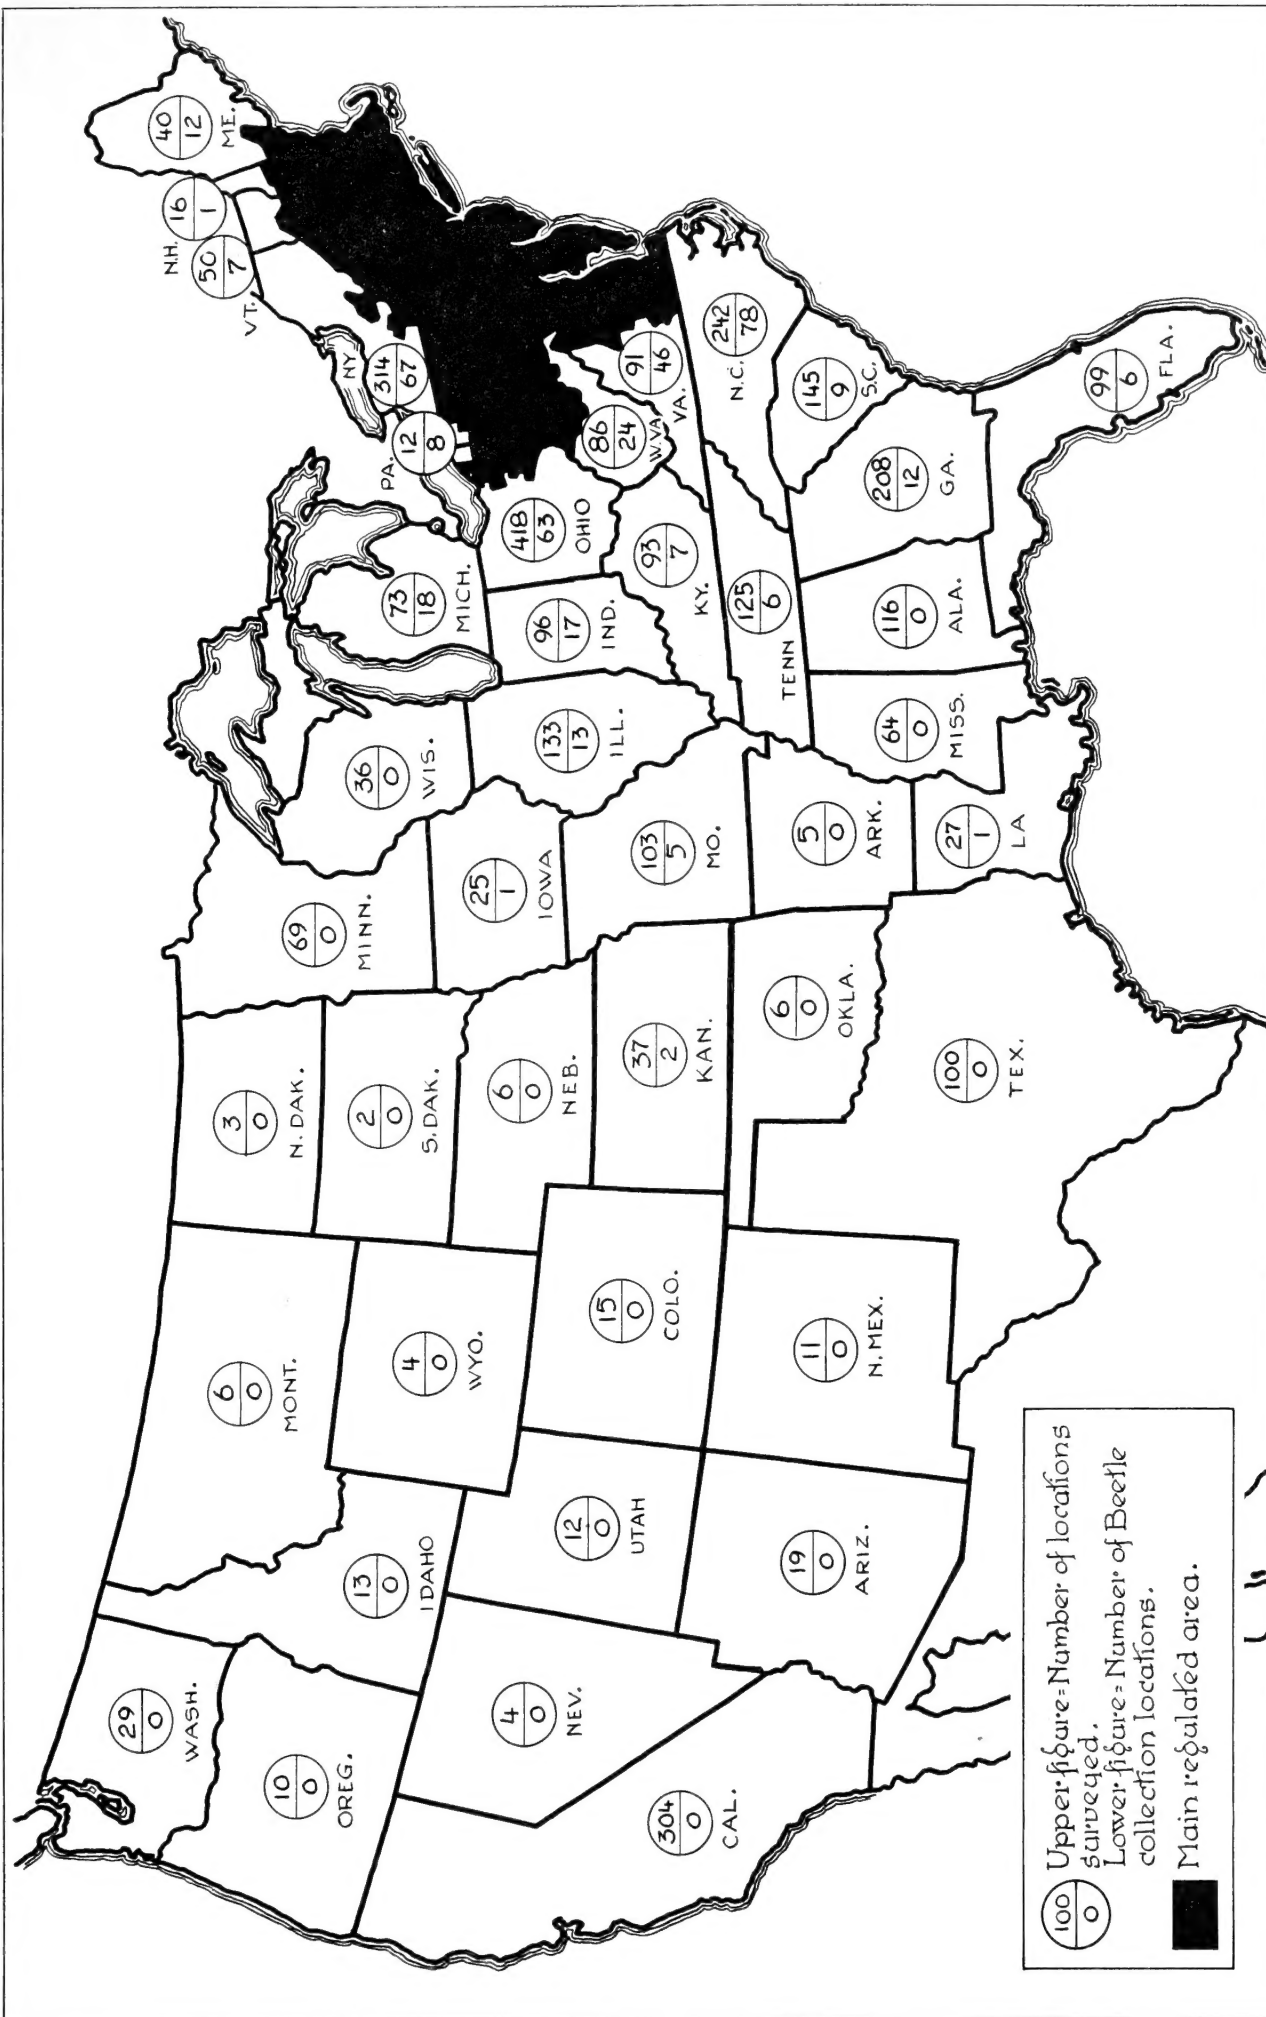 29
0
WASH.
10
0
OREG.
304
0
CAL.
4
0
NEV.
13
0
IDAHO
6
0
MONT.
4
0
WYO.
12
0
UTAH
19
0
ARIZ.
15
0
COLO.
11
0
N.MEX.
3
0
N.DAK.
2
0
S.DAK.
6
0
NEB.
37
2
KAN.
6
0
OKLA.
100
0
TEX.
69
0
MINN.
25
1
IOWA
103
5
MO.
5
0
ARK.
27
1
LA
36
0
WIS.
133
13
ILL.
73
18
MICH.
96
17
IND.
418
63
OHIO
93
7
KY.
125
6
TENN
64
0
MISS.
116
0
ALA.
208
12
GA.
99
6
FLA.
145
9
S.C.
242
78
N.C.
91
46
VA.
86
24
W.VA.
PA.
12
8
NY
314
67
VT.
50
7
N.H.
16
1
40
12
ME.
100
0
Upper figure=Number of locations
surveyed.
Lower figure=Number of Beetle
collection locations.
Main regulated area.